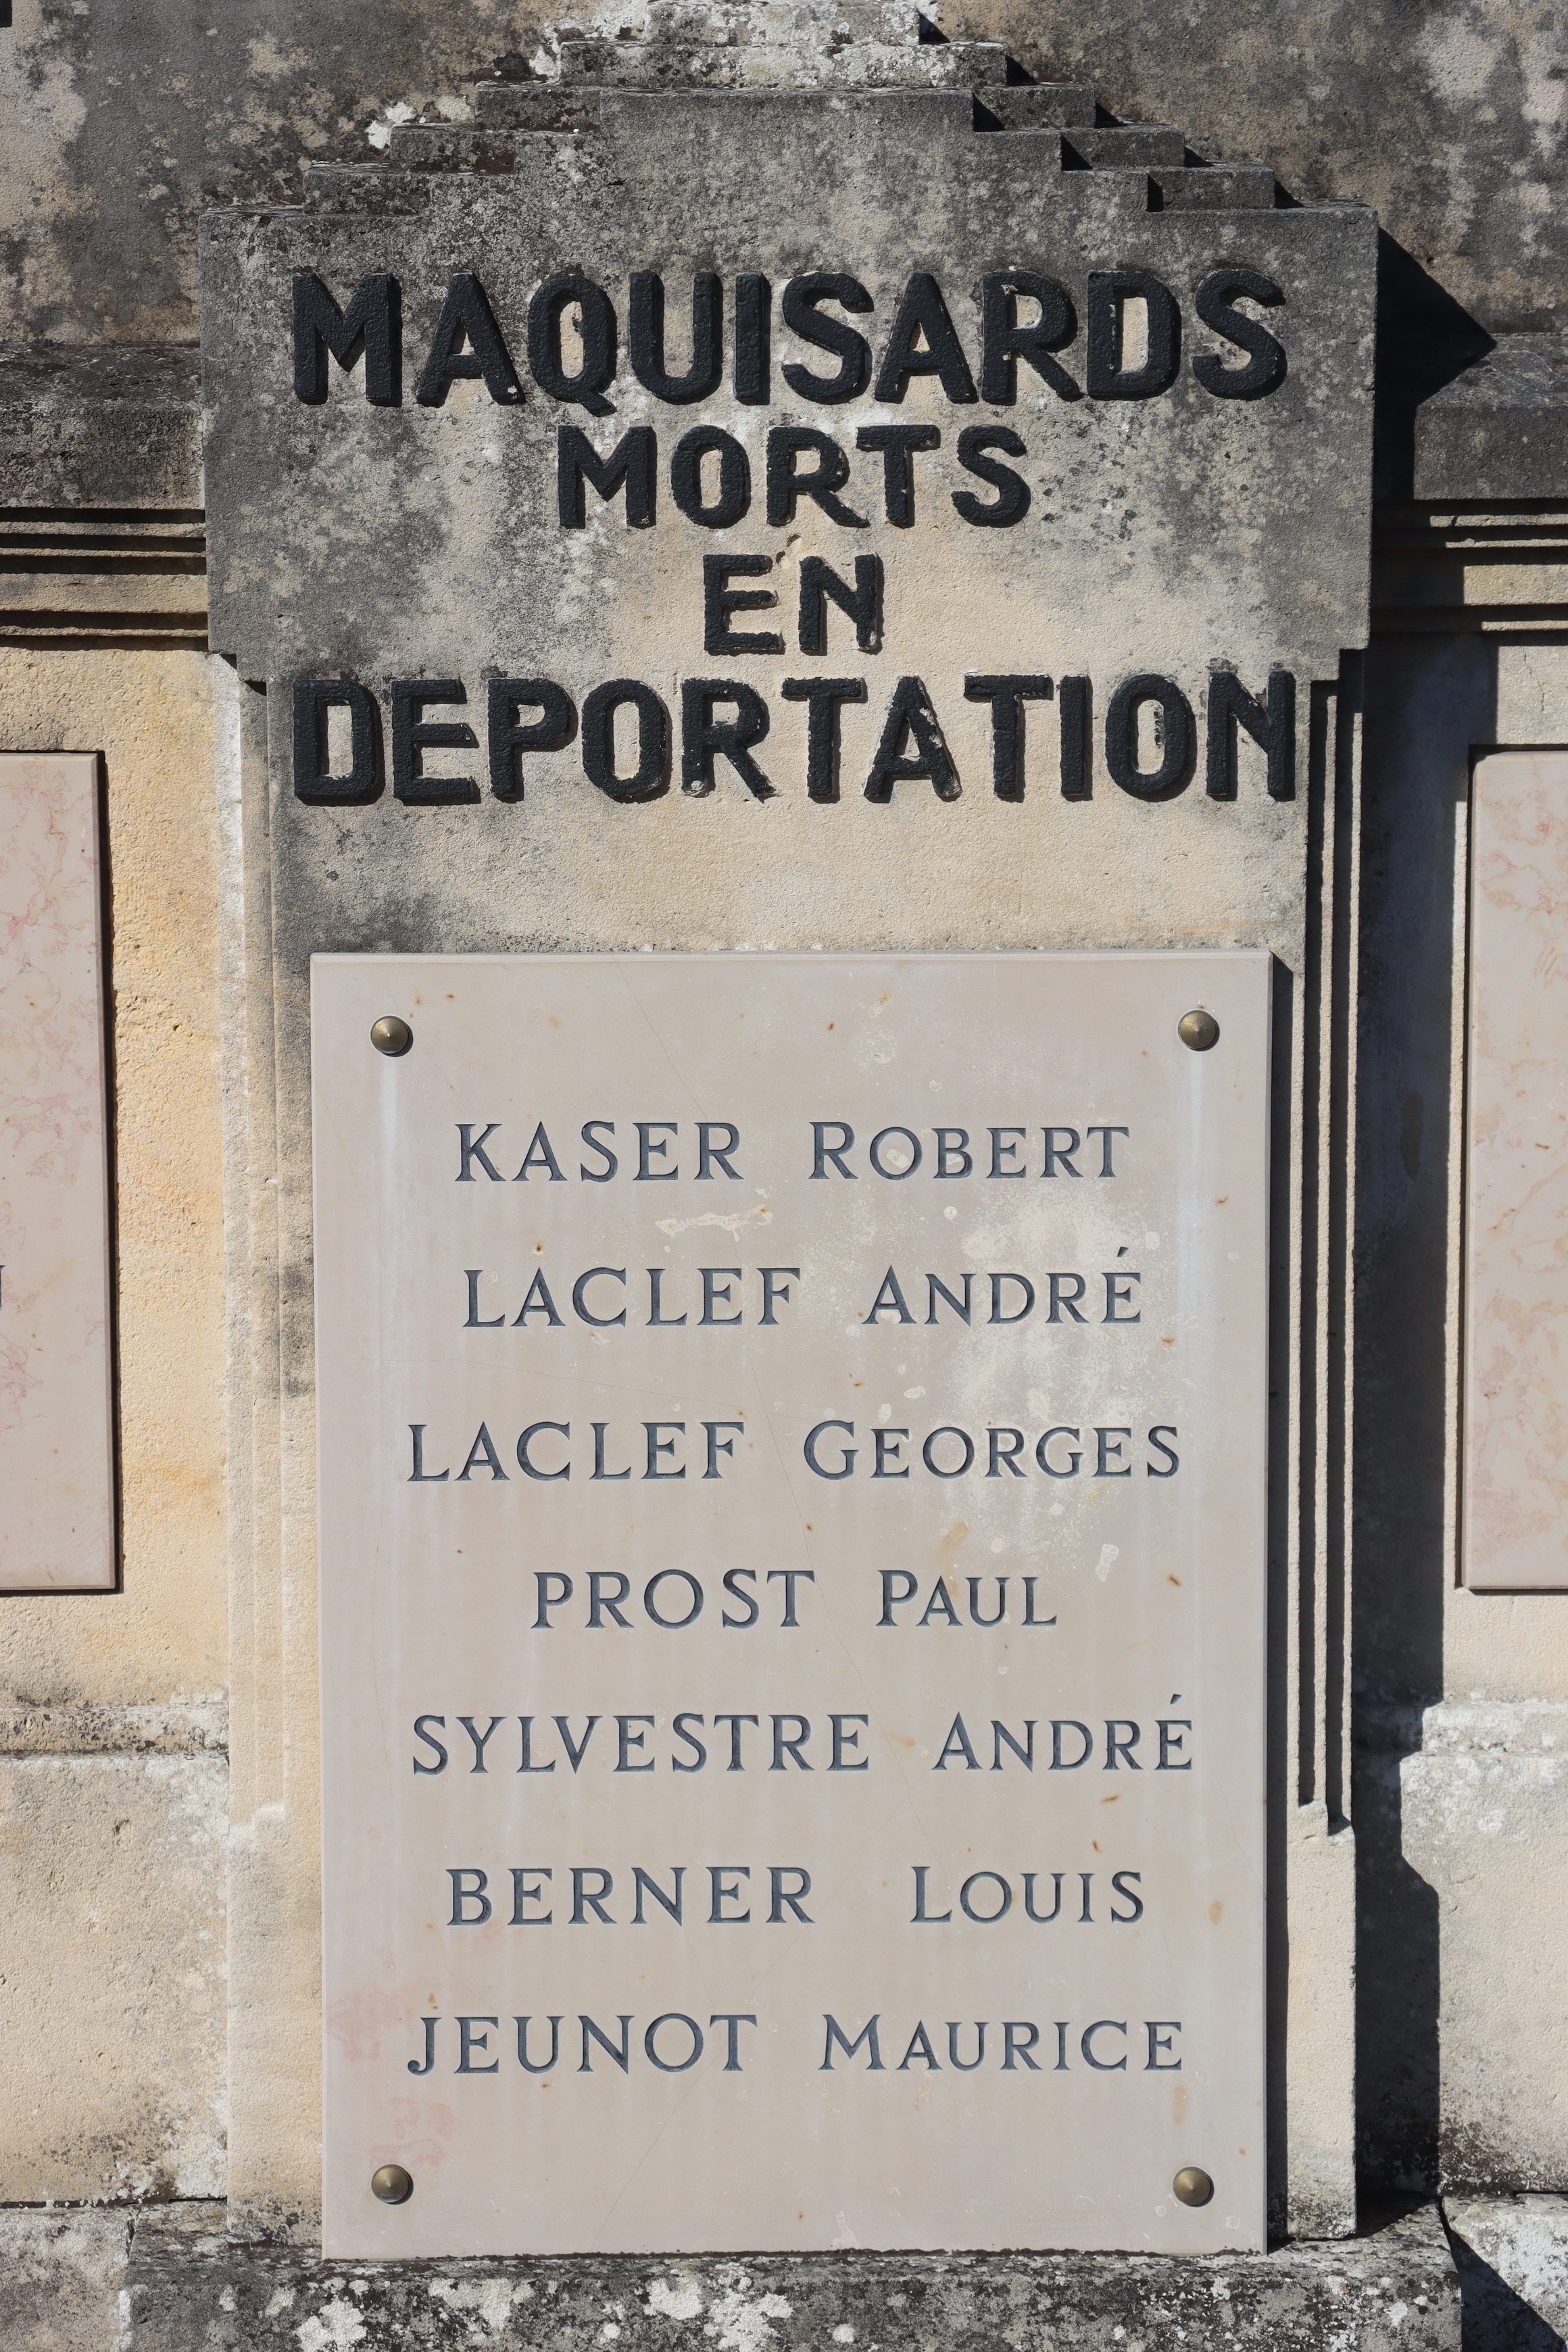 MAQUISARDS
MORTS
EN
DEPORTATION
KASER ROBERT
LACLEF ANDRÉ
LACLEF GEORGES
PROST PAUL
SYLVESTRE ANDRÉ
BERNER LOUIS
JEUNOT MAURICE